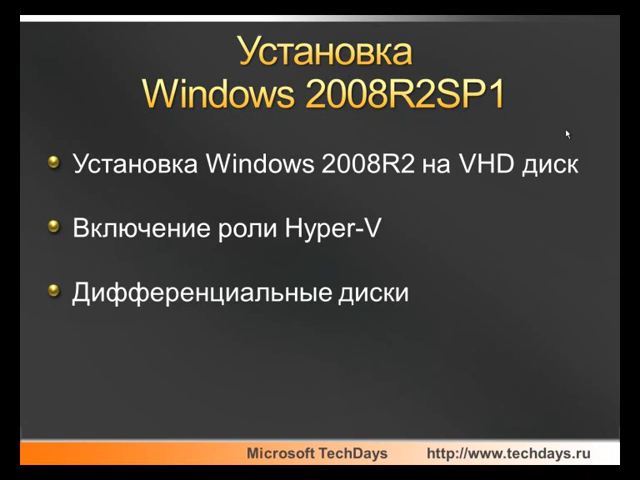 Установка
Windows 2008R2SP1
Установка Windows 2008R2 на VHD диск
Включение роли Hyper-V
Дифференциальные диски
Microsoft TechDays http://www.techdays.ru